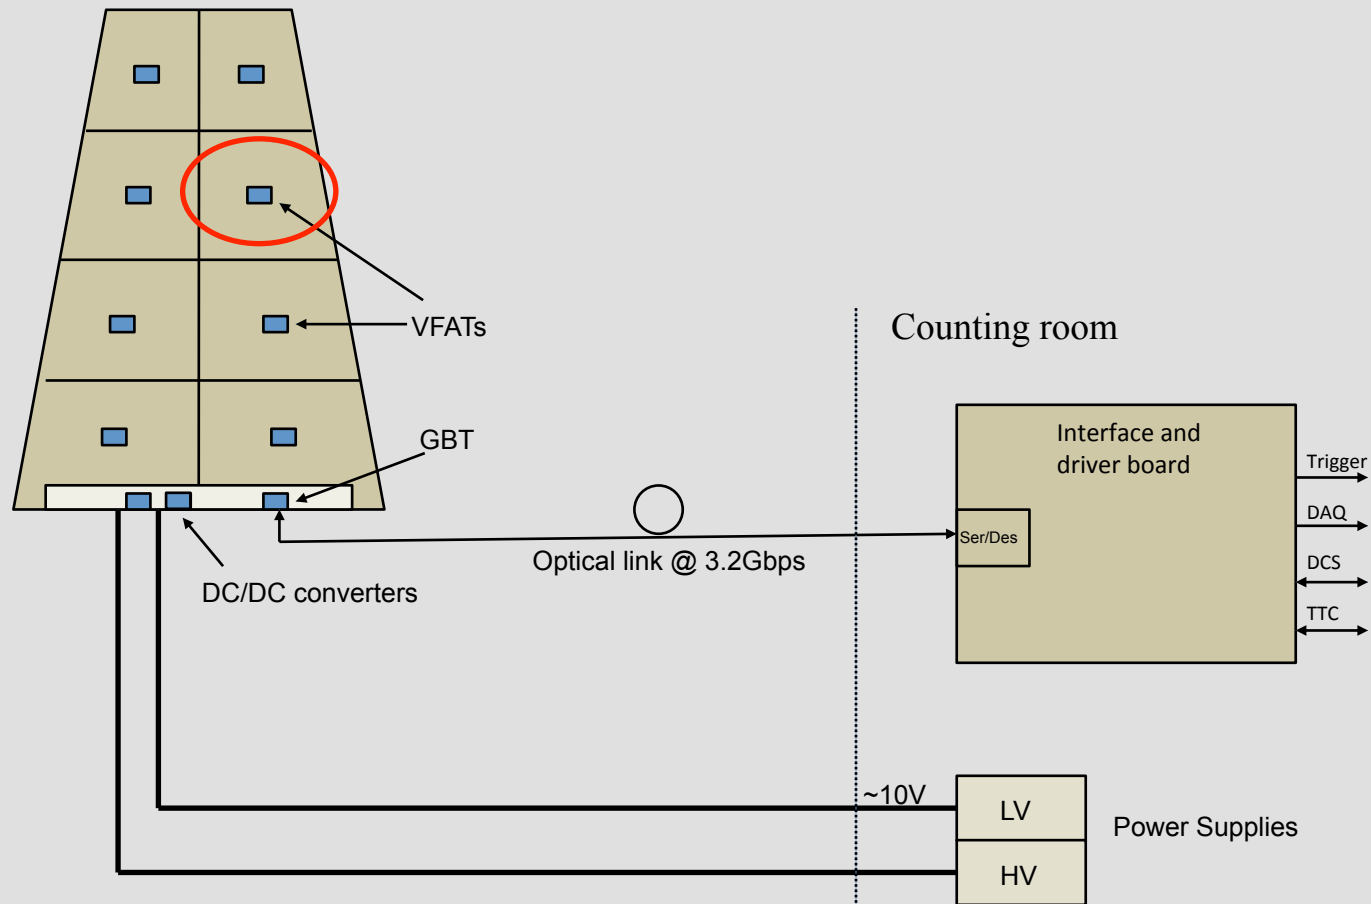 VFATs
Counting room
GBT
Interface and
driver board
Trigger
DAQ
Ser/Des
DCS
Optical link @ 3.2Gbps
DC/DC converters
TTC
~10V
LV
Power Supplies
HV